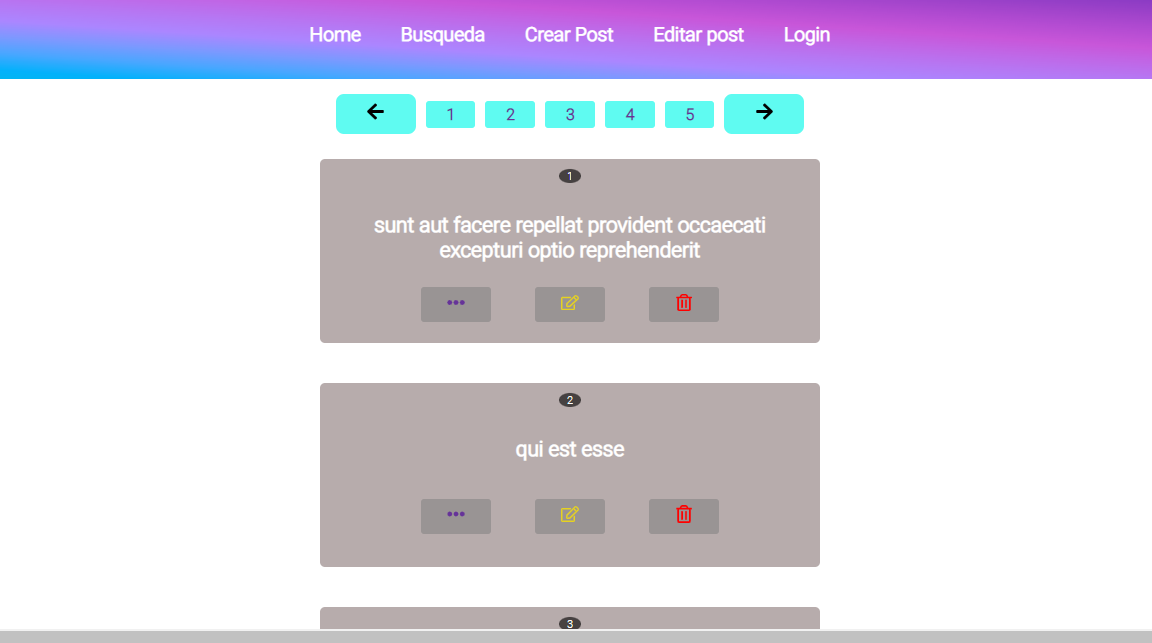 Home Busqueda Crear Post Editar post Login
1 2 3 4 5
1
sunt aut facere repellat provident occaecati
excepturi optio reprehenderit
2
qui est esse
3